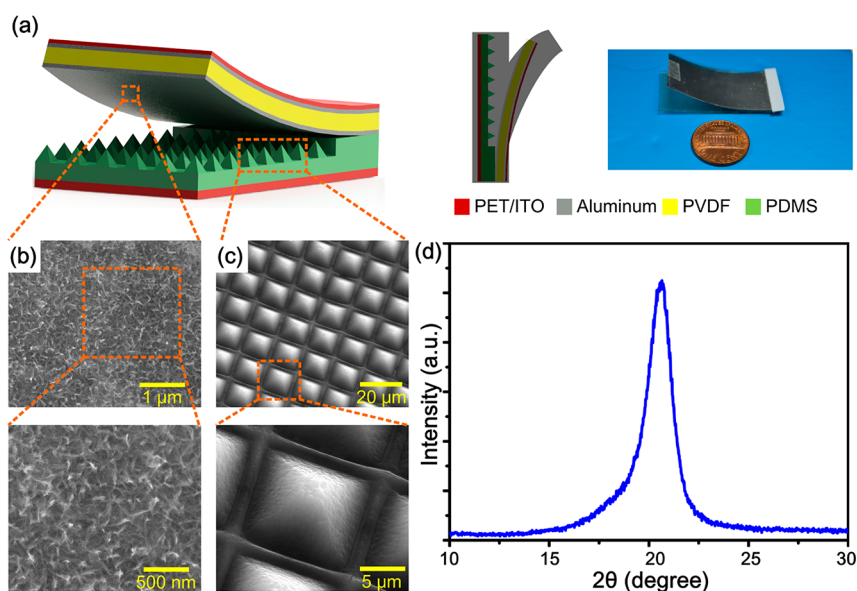 (a)
PET/ITO Aluminum PVDF PDMS
(b)
(c)
(d)
1 µm
20 µm
500 nm
5 µm
Intensity (a.u.)
10 15 20 25 30
2θ (degree)